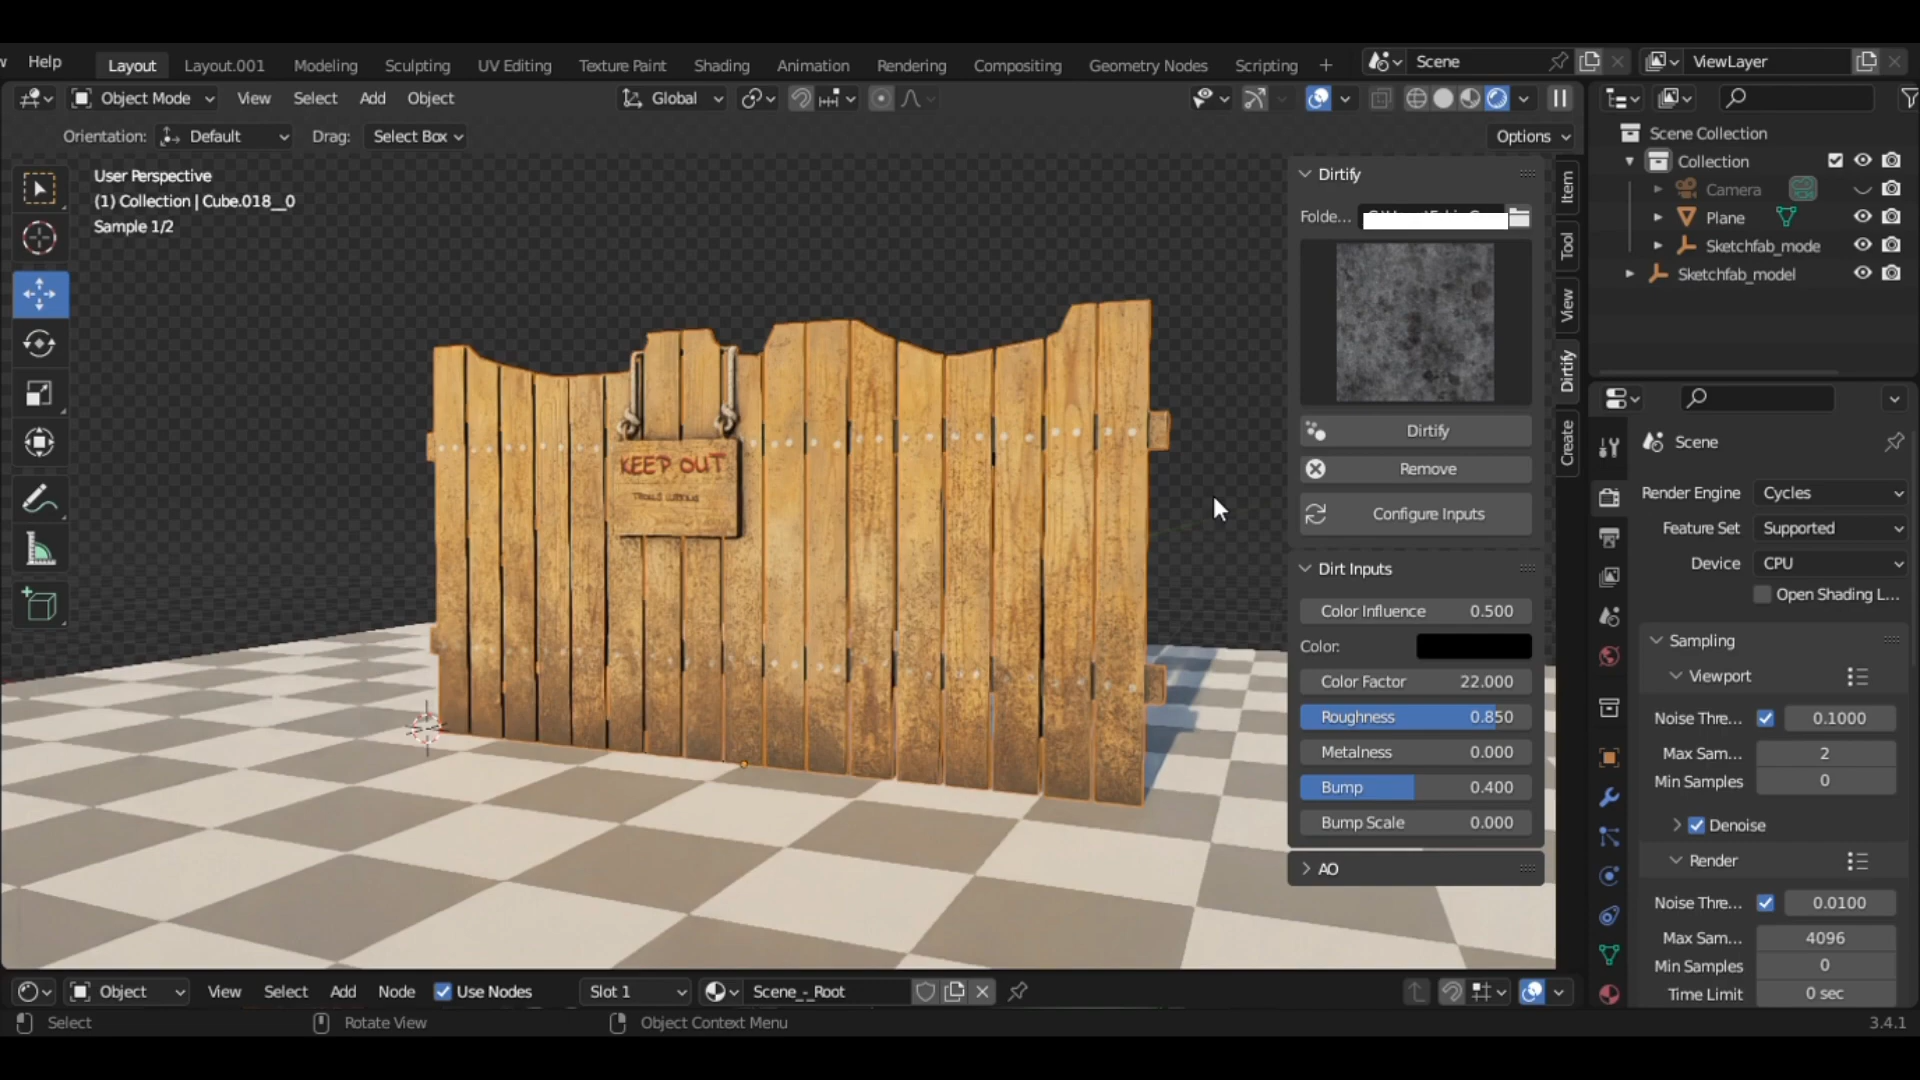 Help
Layout
Layout.001
Modeling
Sculpting
UV Editing
Texture Paint
Shading
Animation
Rendering
Compositing
Geometry Nodes
Scripting
+
Scene
ViewLayer
Object Mode
View
Select
Add
Object
Global
Orientation:
Default
Drag:
Select Box
Options
User Perspective
(1) Collection | Cube.018__0
Sample 1/2
KEEP OUT
Dirtify
Folde...
Dirtify
Remove
Configure Inputs
Dirt Inputs
Color Influence 0.500
Color:
Color Factor 22.000
Roughness 0.850
Metalness 0.000
Bump 0.400
Bump Scale 0.000
AO
Item
Tool
View
Dirtify
Create
Scene Collection
Collection
Camera
Plane
Sketchfab_mode
Sketchfab_model
Scene
Render Engine Cycles
Feature Set Supported
Device CPU
Open Shading L...
Sampling
Viewport
Noise Thre... 0.1000
Max Sam... 2
Min Samples 0
Denoise
Render
Noise Thre... 0.0100
Max Sam... 4096
Min Samples 0
Time Limit 0 sec
Object
View
Select
Add
Node
Use Nodes
Slot 1
Scene_-_Root
Select
Rotate View
Object Context Menu
3.4.1